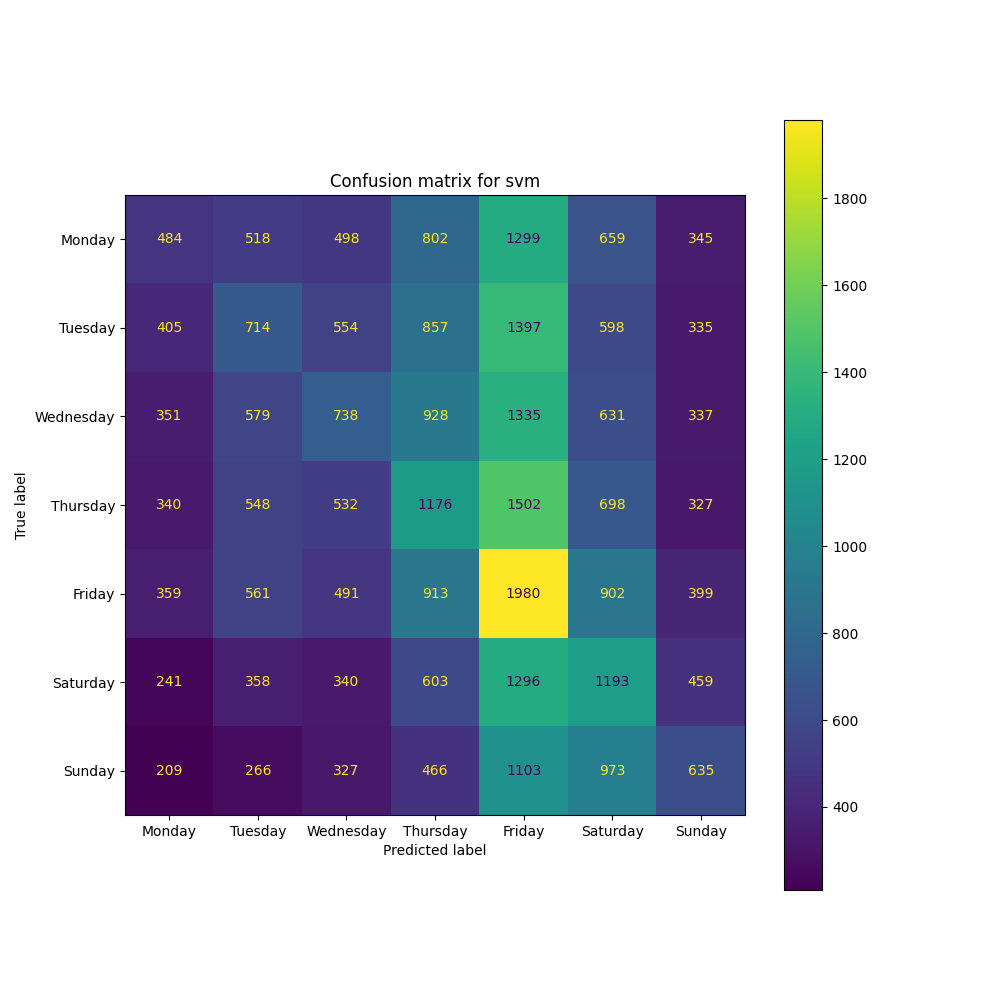 Confusion matrix for svm
Monday 484 518 498 802 1299 659 345
Tuesday 405 714 554 857 1397 598 335
Wednesday 351 579 738 928 1335 631 337
Thursday 340 548 532 1176 1502 698 327
Friday 359 561 491 913 1980 902 399
Saturday 241 358 340 603 1296 1193 459
Sunday 209 266 327 466 1103 973 635
True label
Monday Tuesday Wednesday Thursday Friday Saturday Sunday
Predicted label
1800
1600
1400
1200
1000
800
600
400